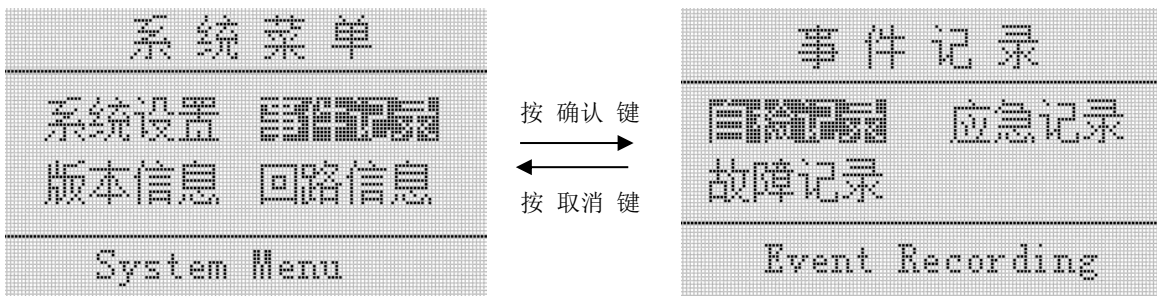 系统菜单
系统设置 事件记录
版本信息 回路信息
System Menu
按 确认 键
按 取消 键
事件记录
自检记录 应急记录
故障记录
Event Recording